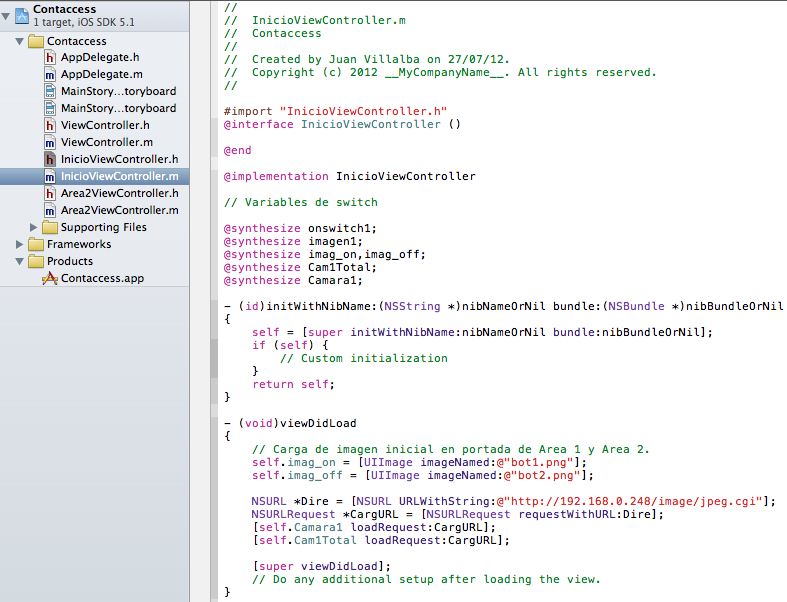 Contaccess
1 target, iOS SDK 5.1
Contaccess
AppDelegate.h
AppDelegate.m
MainStory...toryboard
MainStory...toryboard
ViewController.h
ViewController.m
InicioViewController.h
InicioViewController.m
Area2ViewController.h
Area2ViewController.m
Supporting Files
Frameworks
Products
Contaccess.app
//
//  InicioViewController.m
//  Contaccess
//
//  Created by Juan Villalba on 27/07/12.
//  Copyright (c) 2012 __MyCompanyName__. All rights reserved.
//
#import "InicioViewController.h"
@interface InicioViewController ()
@end
@implementation InicioViewController
// Variables de switch
@synthesize onswitch1;
@synthesize imagen1;
@synthesize imag_on,imag_off;
@synthesize Cam1Total;
@synthesize Camara1;
- (id)initWithNibName:(NSString *)nibNameOrNil bundle:(NSBundle *)nibBundleOrNil
{
    self = [super initWithNibName:nibNameOrNil bundle:nibBundleOrNil];
    if (self) {
        // Custom initialization
    }
    return self;
}
- (void)viewDidLoad
{
    // Carga de imagen inicial en portada de Area 1 y Area 2.
    self.imag_on = [UIImage imageNamed:@"bot1.png"];
    self.imag_off = [UIImage imageNamed:@"bot2.png"];
    NSURL *Dire = [NSURL URLWithString:@"http://192.168.0.248/image/jpeg.cgi"];
    NSURLRequest *CargURL = [NSURLRequest requestWithURL:Dire];
    [self.Camara1 loadRequest:CargURL];
    [self.Cam1Total loadRequest:CargURL];
    [super viewDidLoad];
    // Do any additional setup after loading the view.
}